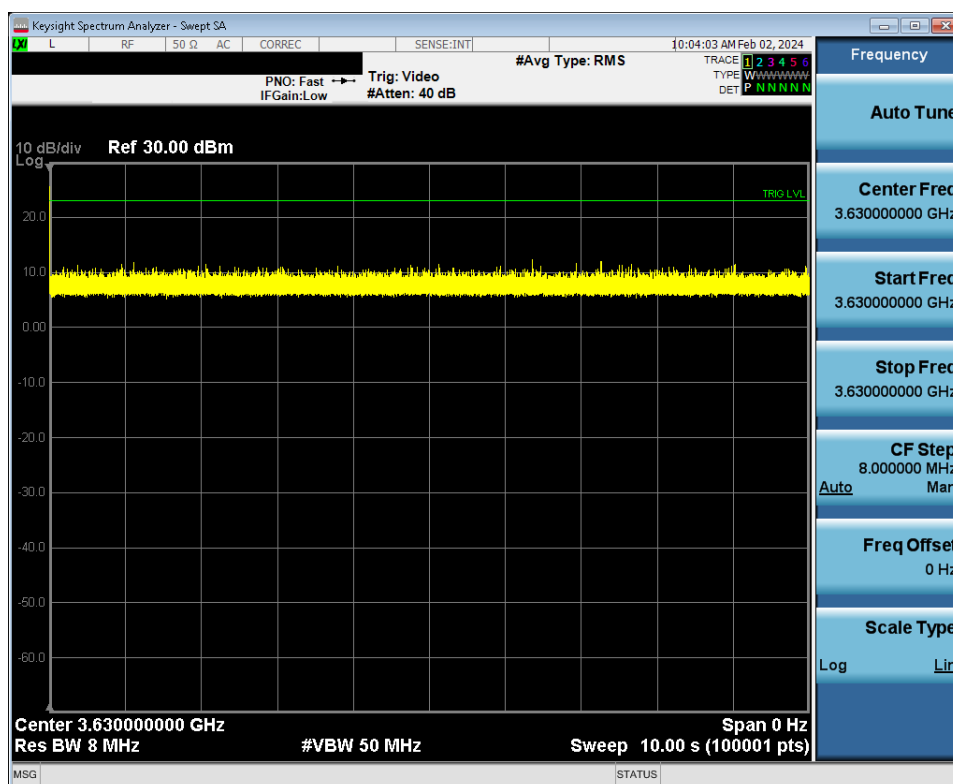 Keysight Spectrum Analyzer - Swept SA
LXI L RF 50 Ω AC CORREC SENSE:INT 10:04:03 AM Feb 02, 2024
#Avg Type: RMS
TRACE 1 2 3 4 5 6
PNO: Fast Trig: Video TYPE WWWWWW
IFGain:Low #Atten: 40 dB DET P N N N N N
10 dB/div Ref 30.00 dBm
Log
TRIG LVL
20.0
10.0
0.00
-10.0
-20.0
-30.0
-40.0
-50.0
-60.0
Center 3.630000000 GHz Span 0 Hz
Res BW 8 MHz #VBW 50 MHz Sweep 10.00 s (100001 pts)
MSG STATUS
Frequency
Auto Tune
Center Freq
3.630000000 GHz
Start Freq
3.630000000 GHz
Stop Freq
3.630000000 GHz
CF Step
8.000000 MHz
Auto Man
Freq Offset
0 Hz
Scale Type
Log Lin